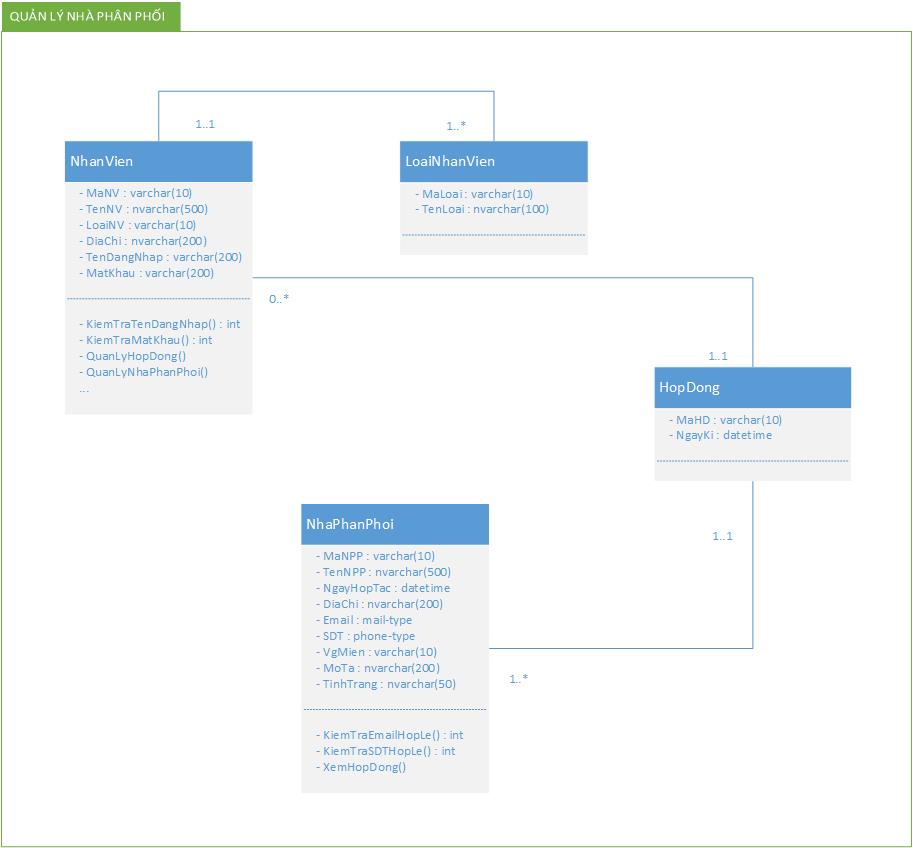 QUẢN LÝ NHÀ PHÂN PHỐI
1..1
1..*
NhanVien
- MaNV : varchar(10)
- TenNV : nvarchar(500)
- LoaiNV : varchar(10)
- DiaChi : nvarchar(200)
- TenDangNhap : varchar(200)
- MatKhau : varchar(200)
- KiemTraTenDangNhap() : int
- KiemTraMatKhau() : int
- QuanLyHopDong()
- QuanLyNhaPhanPhoi()
...
LoaiNhanVien
- MaLoai : varchar(10)
- TenLoai : nvarchar(100)
0..*
1..1
HopDong
- MaHD : varchar(10)
- NgayKi : datetime
1..1
NhaPhanPhoi
- MaNPP : varchar(10)
- TenNPP : nvarchar(500)
- NgayHopTac : datetime
- DiaChi : nvarchar(200)
- Email : mail-type
- SDT : phone-type
- VgMien : varchar(10)
- MoTa : nvarchar(200)
- TinhTrang : nvarchar(50)
- KiemTraEmailHopLe() : int
- KiemTraSDTHopLe() : int
- XemHopDong()
1..*